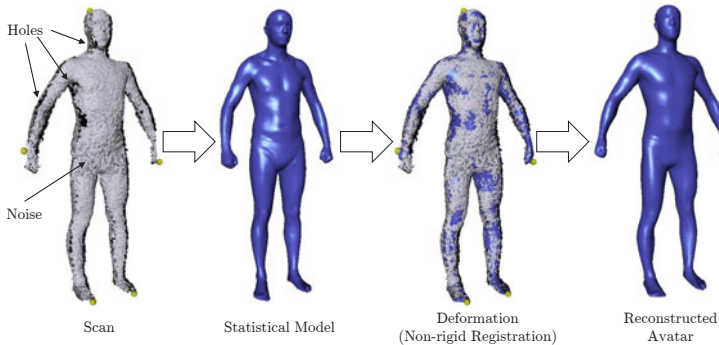 Holes
Noise
Scan
Statistical Model
Deformation
(Non-rigid Registration)
Reconstructed
Avatar